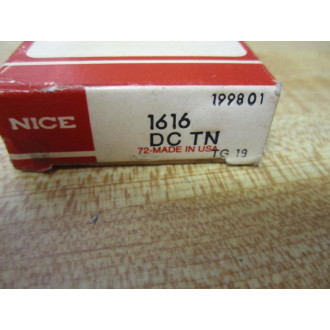 199801
NICE
1616
DC TN
72-MADE IN USA
TG 19